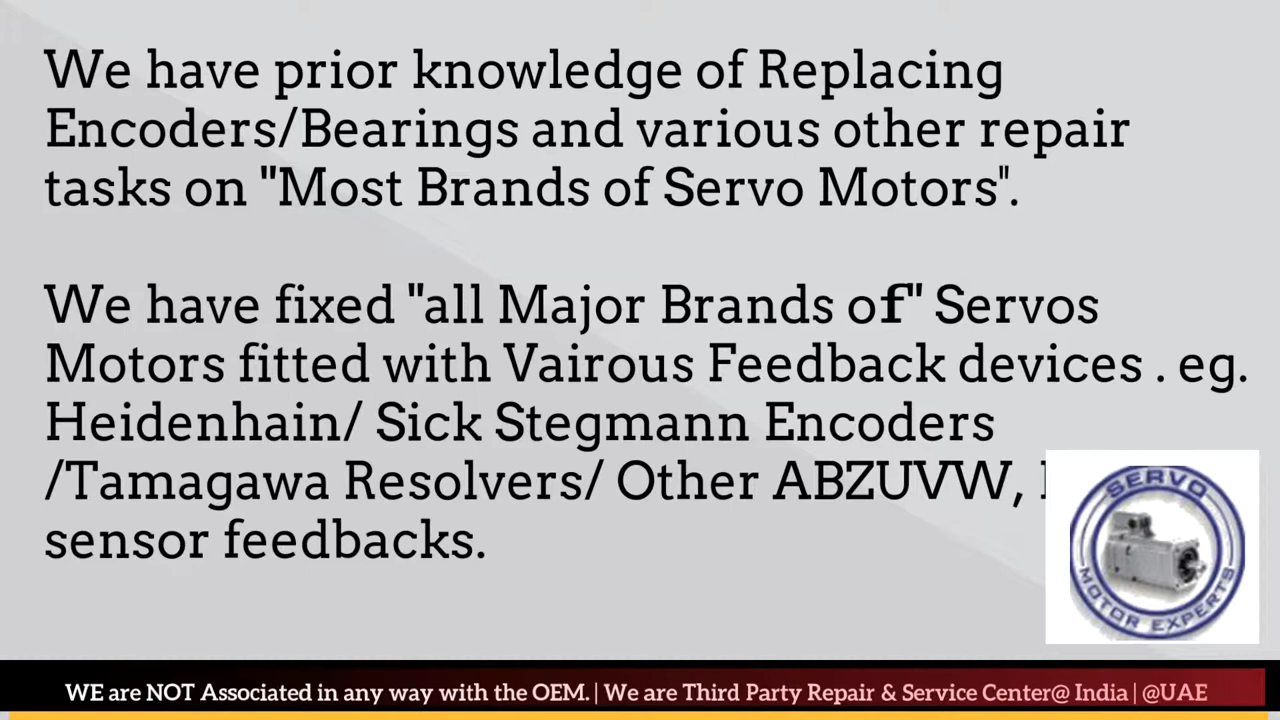 We have prior knowledge of Replacing
Encoders/Bearings and various other repair
tasks on "Most Brands of Servo Motors".
We have fixed "all Major Brands of" Servos
Motors fitted with Vairous Feedback devices . eg.
Heidenhain/ Sick Stegmann Encoders
/Tamagawa Resolvers/ Other ABZUVW,
sensor feedbacks.
SERVO
MOTOR EXPERTS
WE are NOT Associated in any way with the OEM. | We are Third Party Repair & Service Center@ India | @UAE